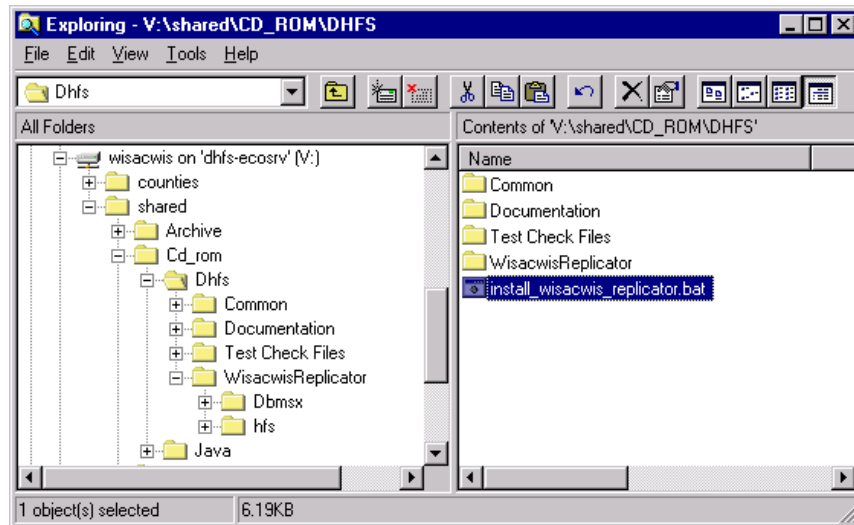 Exploring - V:\shared\CD_ROM\DHFS
File Edit View Tools Help
Dhfs
All Folders
Contents of 'V:\shared\CD_ROM\DHFS'
wisacwis on 'dhfs-ecosrv' (V:)
counties
shared
Archive
Cd_rom
Dhfs
Common
Documentation
Test Check Files
WisacwisReplicator
Dbmsx
hfs
Java
Name
Common
Documentation
Test Check Files
WisacwisReplicator
install_wisacwis_replicator.bat
1 object(s) selected
6.19KB